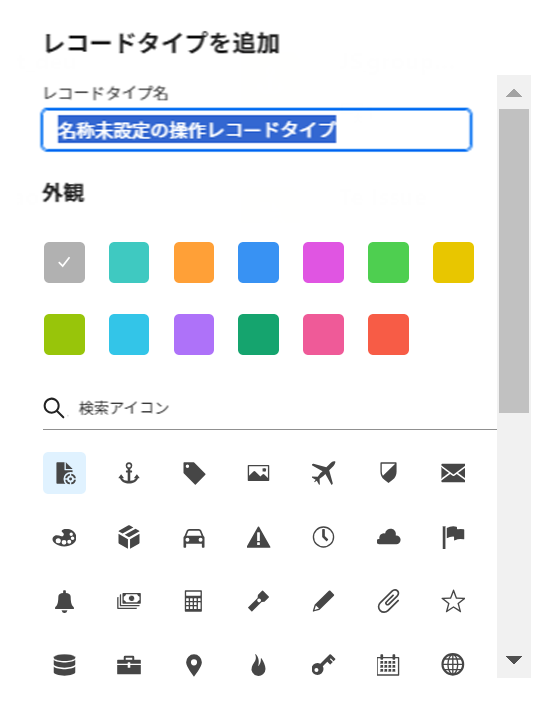 レコードタイプを追加
レコードタイプ名
名称未設定の操作レコードタイプ
外観
検索アイコン